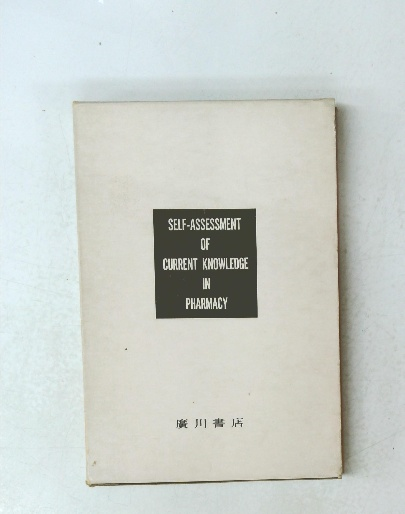 SELF-ASSESSMENT
OF
CURRENT KNOWLEDGE
IN
PHARMACY
廣川書店